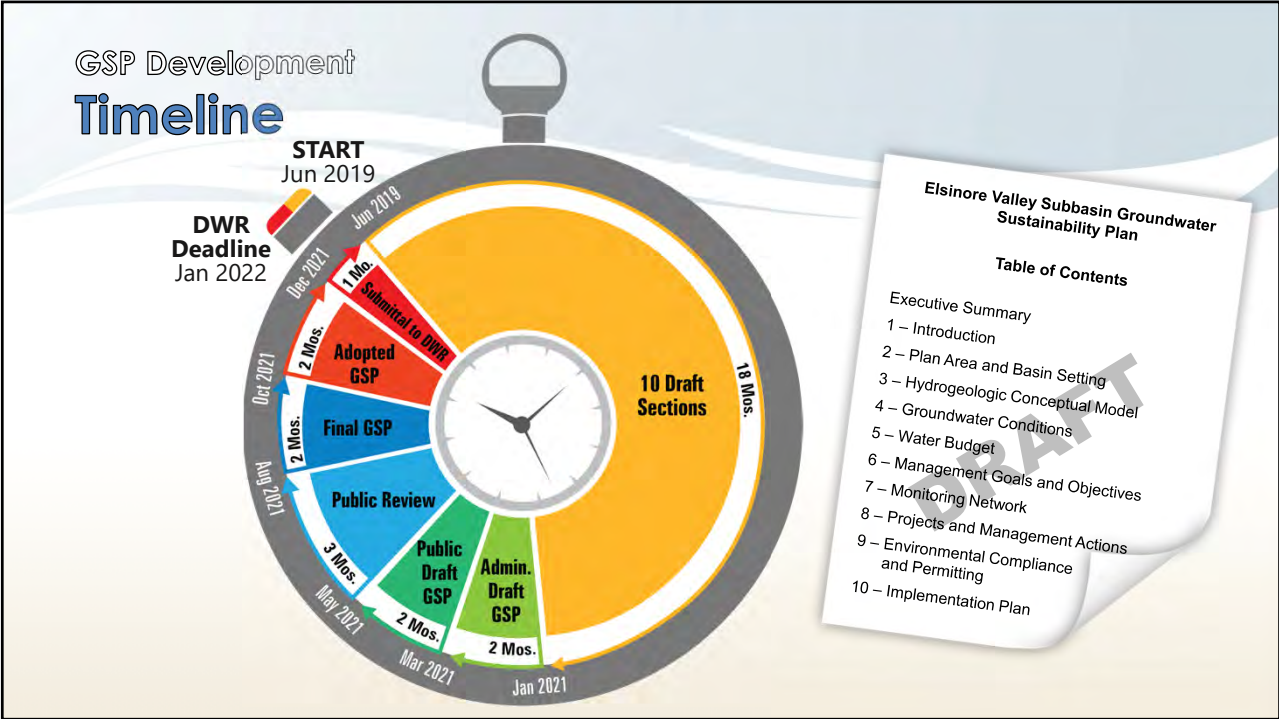 GSP Development
Timeline
START
Jun 2019
DWR
Deadline
Jan 2022
Jun 2019
18 Mos.
10 Draft
Sections
Jan 2021
2 Mos.
Admin.
Draft
GSP
Mar 2021
2 Mos.
Public
Draft
GSP
May 2021
3 Mos.
Public Review
Aug 2021
2 Mos.
Final GSP
Oct 2021
2 Mos.
Adopted
GSP
Dec 2021
1 Mo.
Submittal to DWR
Elsinore Valley Subbasin Groundwater
Sustainability Plan
Table of Contents
Executive Summary
1 – Introduction
2 – Plan Area and Basin Setting
3 – Hydrogeologic Conceptual Model
4 – Groundwater Conditions
5 – Water Budget
6 – Management Goals and Objectives
7 – Monitoring Network
8 – Projects and Management Actions
9 – Environmental Compliance
and Permitting
10 – Implementation Plan
DRAFT